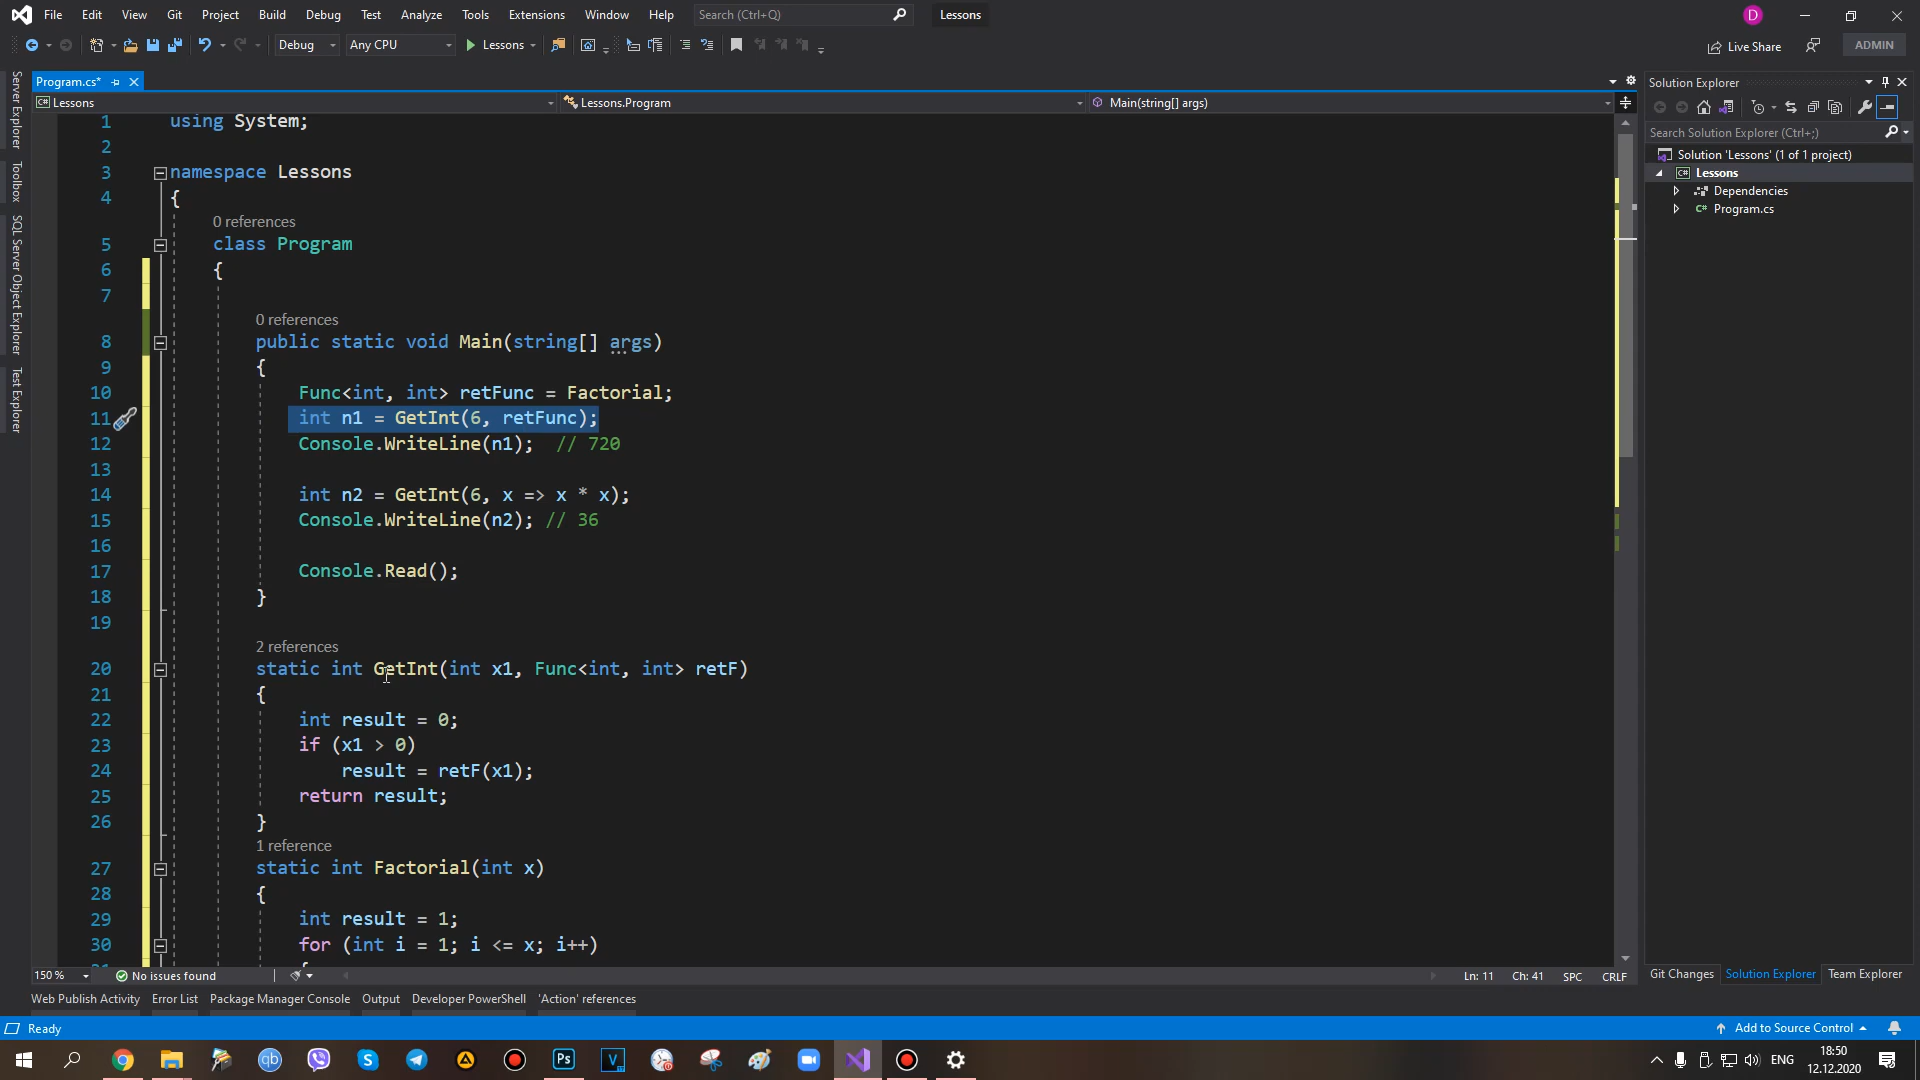 File Edit View Git Project Build Debug Test Analyze Tools Extensions Window Help Search (Ctrl+Q) Lessons D
Debug Any CPU Lessons Live Share ADMIN
Program.cs*
Lessons Lessons.Program Main(string[] args)
Server Explorer
Toolbox
SQL Server Object Explorer
Test Explorer
1 using System;
2
3 namespace Lessons
4 {
0 references
5 class Program
6 {
7
0 references
8 public static void Main(string[] args)
9 {
10 Func<int, int> retFunc = Factorial;
11 int n1 = GetInt(6, retFunc);
12 Console.WriteLine(n1);  // 720
13
14 int n2 = GetInt(6, x => x * x);
15 Console.WriteLine(n2); // 36
16
17 Console.Read();
18 }
19
2 references
20 static int GetInt(int x1, Func<int, int> retF)
21 {
22 int result = 0;
23 if (x1 > 0)
24 result = retF(x1);
25 return result;
26 }
1 reference
27 static int Factorial(int x)
28 {
29 int result = 1;
30 for (int i = 1; i <= x; i++)
Solution Explorer
Search Solution Explorer (Ctrl+;)
Solution 'Lessons' (1 of 1 project)
Lessons
Dependencies
Program.cs
150 % No issues found Ln: 11 Ch: 41 SPC CRLF
Git Changes Solution Explorer Team Explorer
Web Publish Activity Error List Package Manager Console Output Developer PowerShell 'Action' references
Ready Add to Source Control
ENG 18:50
12.12.2020